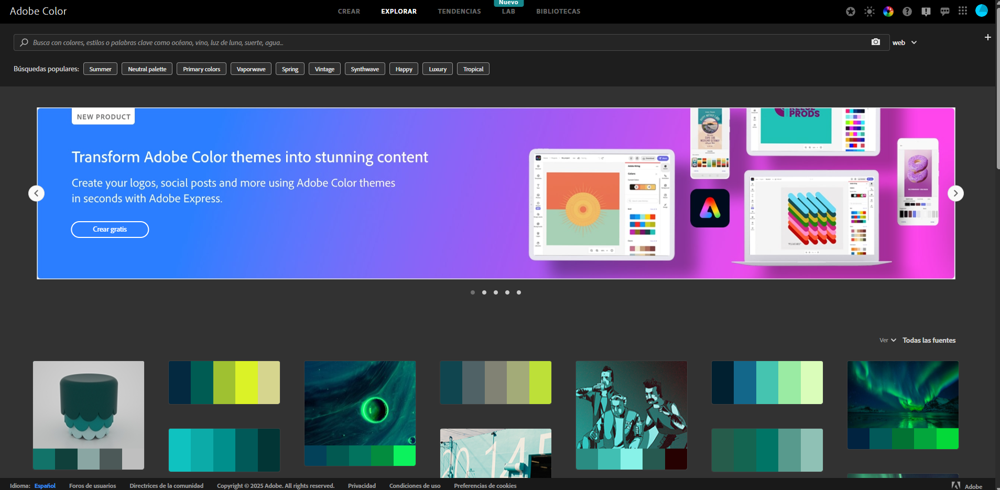 Adobe Color
CREAR
EXPLORAR
TENDENCIAS
Nuevo
LAB
BIBLIOTECAS
Busca con colores, estilos o palabras clave como océano, vino, luz de luna, suerte, agua...
web
Búsquedas populares:
Summer
Neutral palette
Primary colors
Vaporwave
Spring
Vintage
Synthwave
Happy
Luxury
Tropical
NEW PRODUCT
Transform Adobe Color themes into stunning content
Create your logos, social posts and more using Adobe Color themes
in seconds with Adobe Express.
Crear gratis
PRODS
Colors
Ver
Todas las fuentes
Idioma: Español
Foros de usuarios
Directrices de la comunidad
Copyright © 2025 Adobe. All rights reserved.
Privacidad
Condiciones de uso
Preferencias de cookies
Adobe